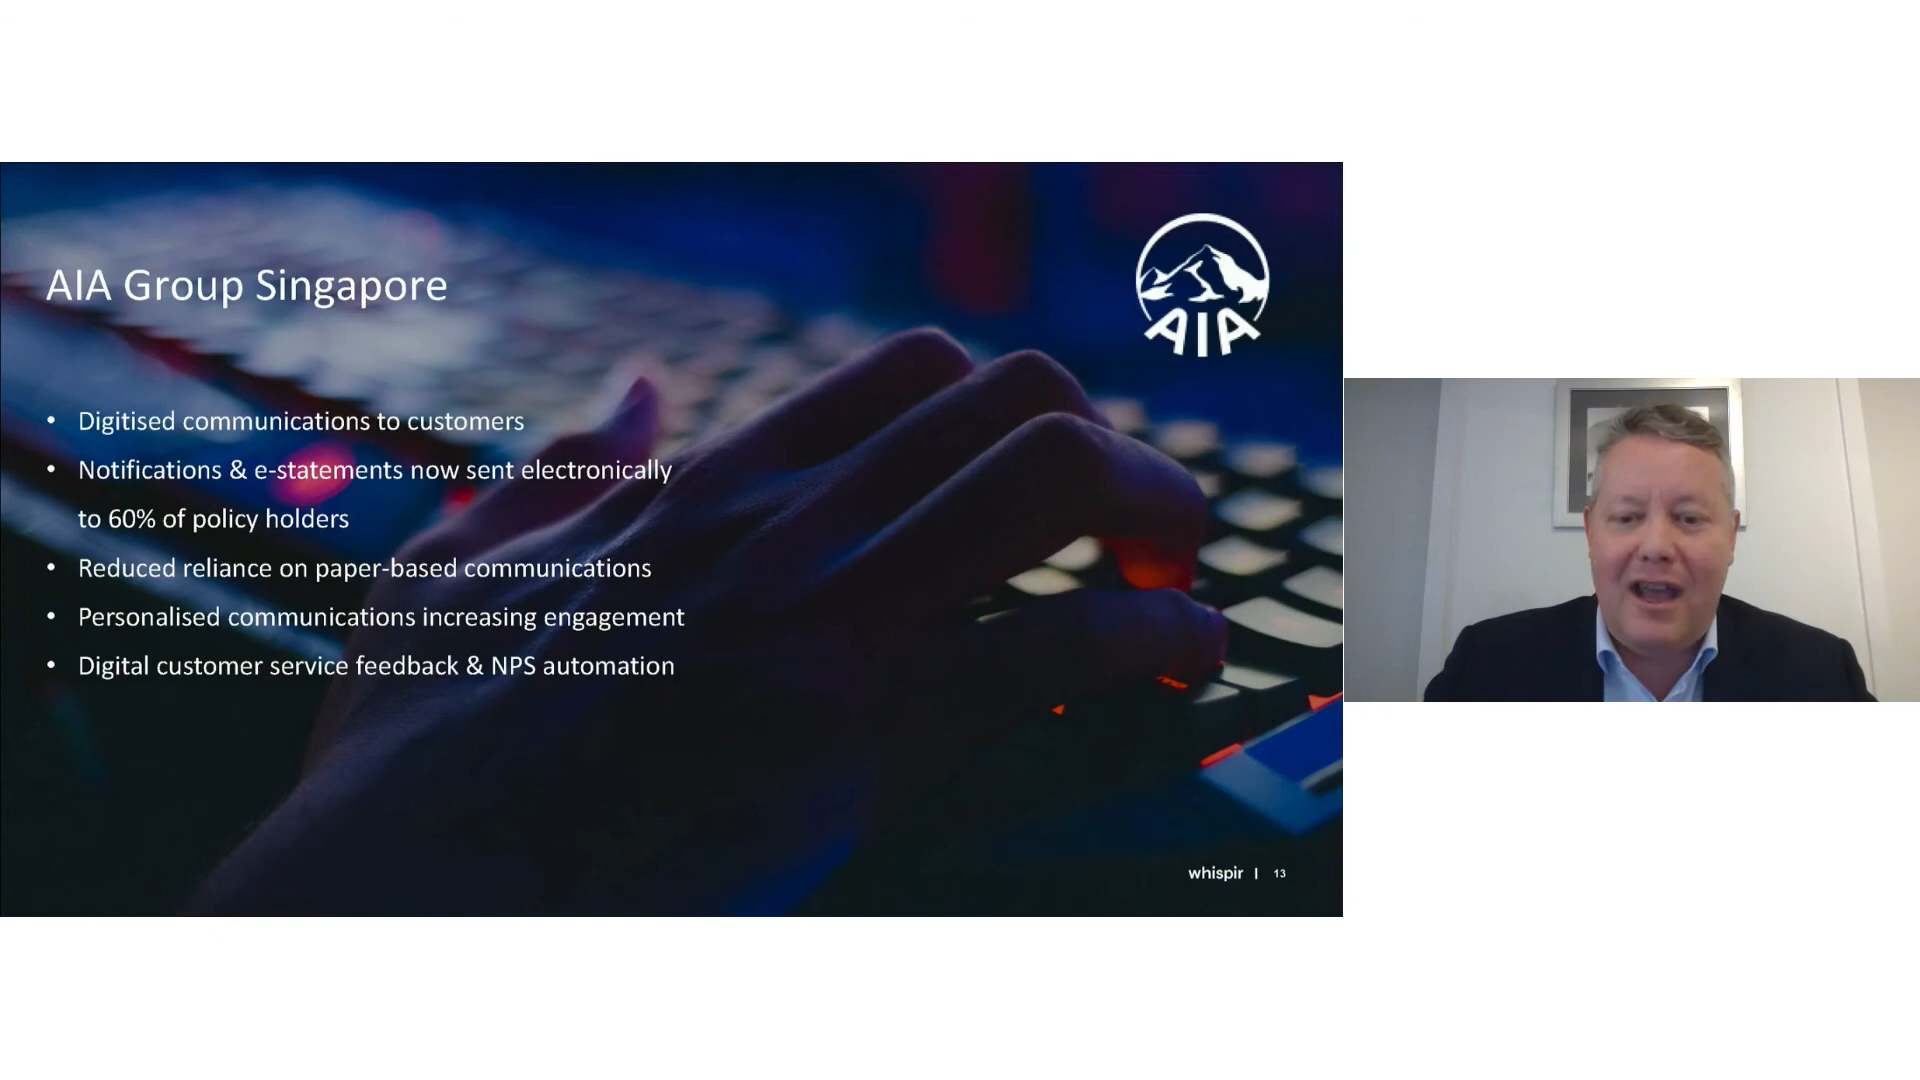 AIA Group Singapore
AIA
• Digitised communications to customers
• Notifications & e-statements now sent electronically
to 60% of policy holders
• Reduced reliance on paper-based communications
• Personalised communications increasing engagement
• Digital customer service feedback & NPS automation
whispir | 13